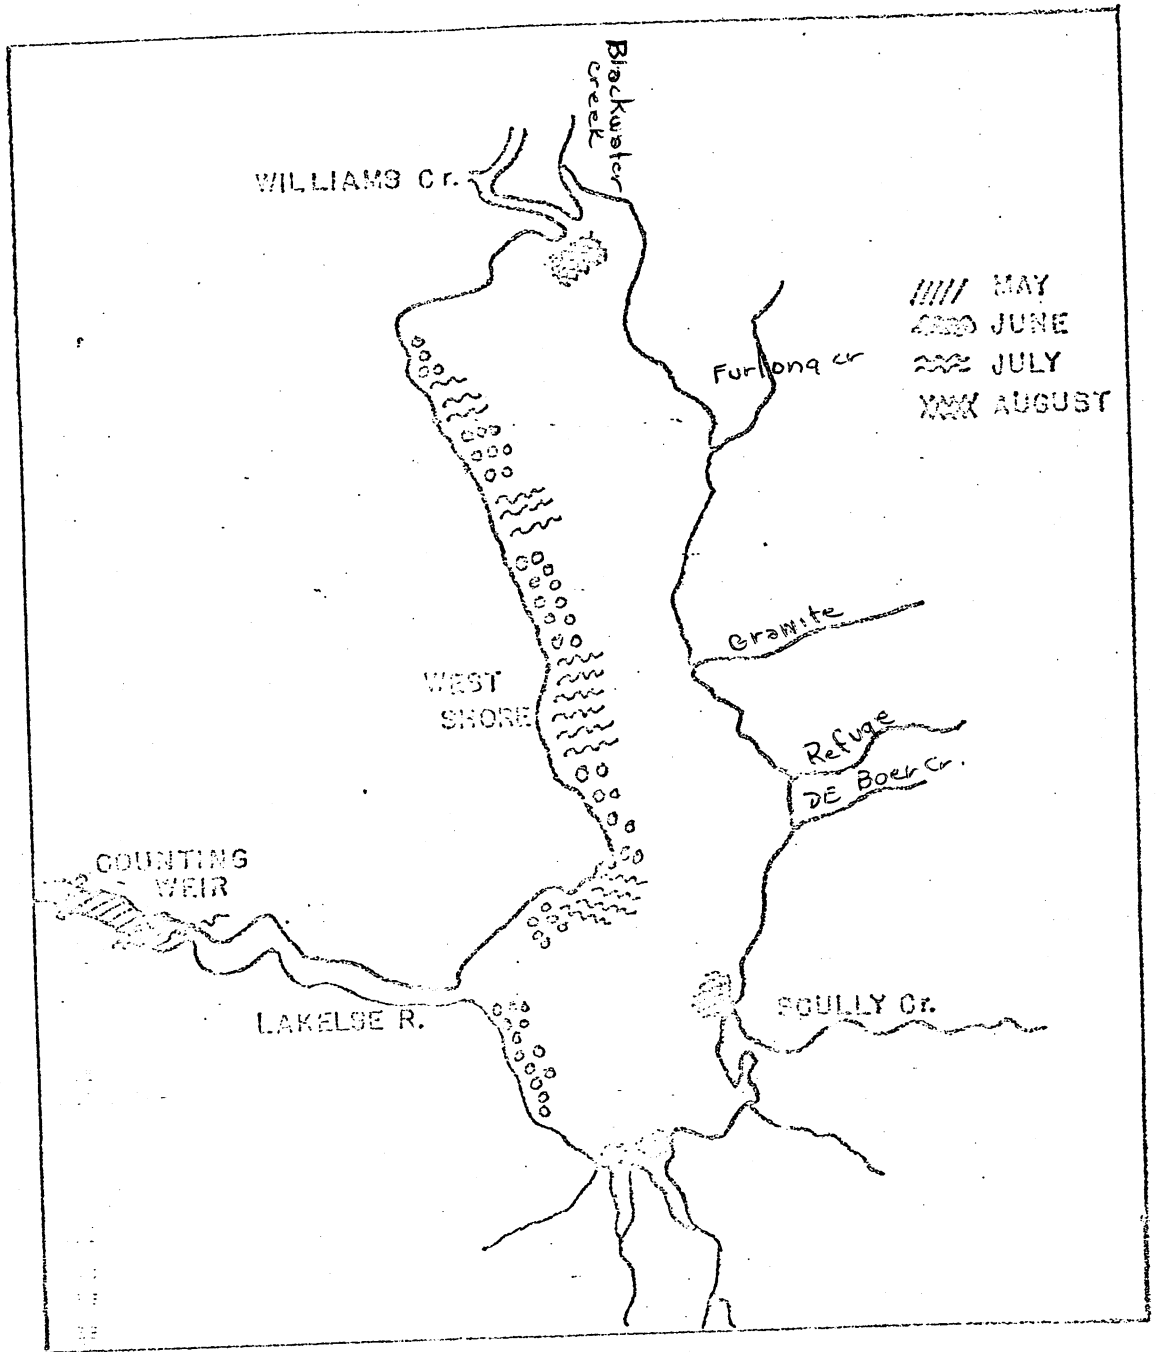 Blackwater
creek
WILLIAMS Cr.
MAY
JUNE
JULY
AUGUST
Furlong cr
Granite
WEST
SHORE
Refuge
DE Boer Cr.
COUNTING
WEIR
SCULLY Cr.
LAKELSE R.